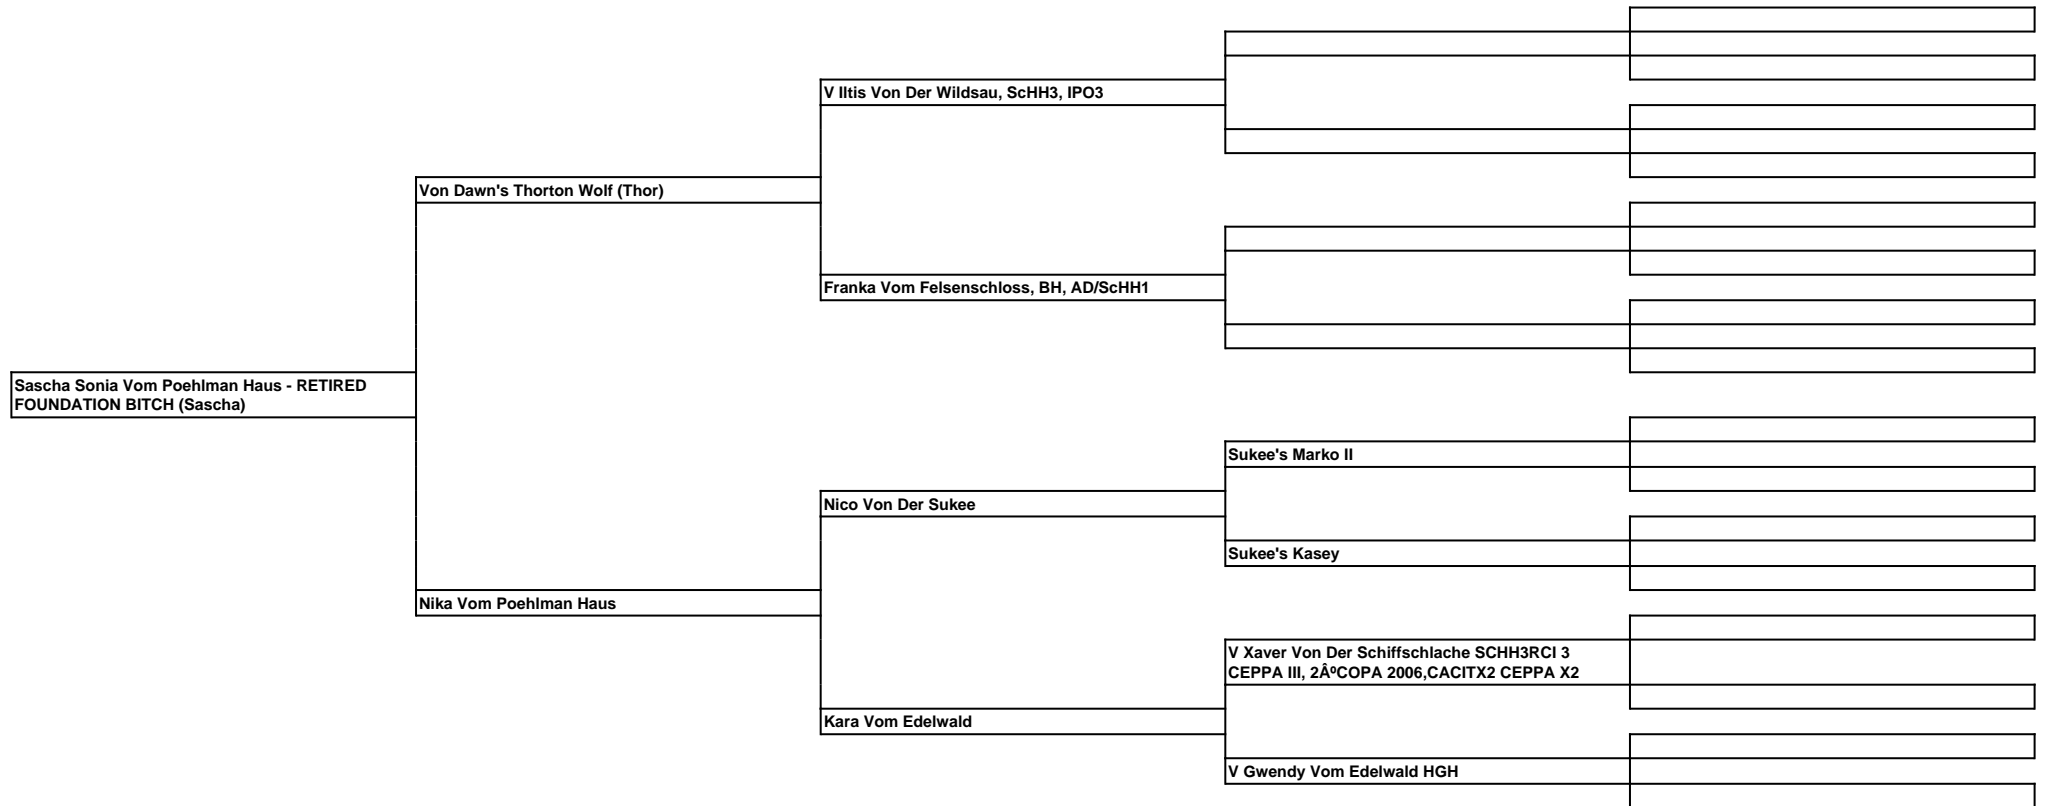 V Iltis Von Der Wildsau, ScHH3, IPO3
Von Dawn's Thorton Wolf (Thor)
Franka Vom Felsenschloss, BH, AD/ScHH1
Sascha Sonia Vom Poehlman Haus - RETIRED
FOUNDATION BITCH (Sascha)
Sukee's Marko II
Nico Von Der Sukee
Sukee's Kasey
Nika Vom Poehlman Haus
V Xaver Von Der Schiffschlache SCHH3RCI 3
CEPPA III, 2ÂºCOPA 2006,CACITX2 CEPPA X2
Kara Vom Edelwald
V Gwendy Vom Edelwald HGH